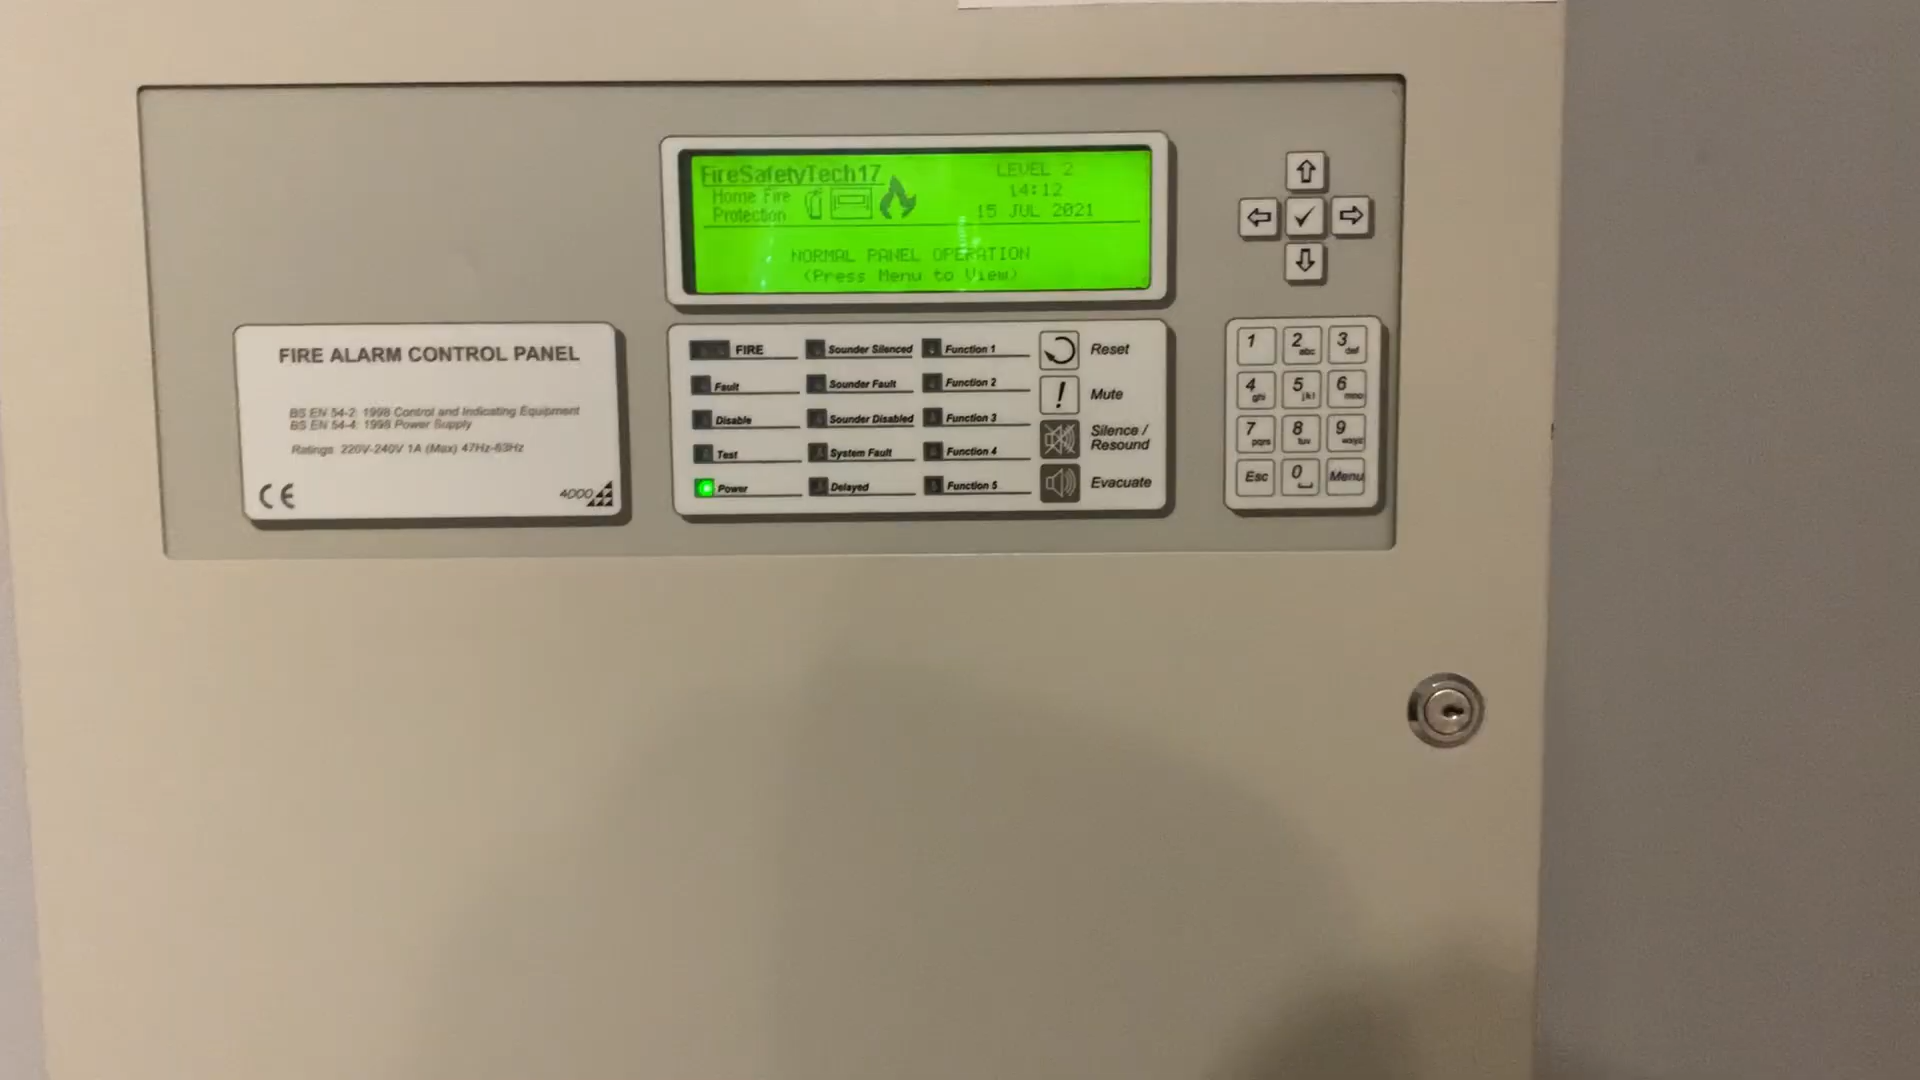 FireSafetyTech17
Home Fire
Protection
LEVEL 2
14:12
15 JUL 2021
NORMAL PANEL OPERATION
(Press Menu to View)
FIRE ALARM CONTROL PANEL
BS EN 54-2: 1998 Control and Indicating Equipment
BS EN 54-4: 1998 Power Supply
Ratings 220V-240V 1A (Max) 47Hz-63Hz
CE
4000
FIRE
Fault
Disable
Test
Power
Sounder Silenced
Sounder Fault
Sounder Disabled
System Fault
Delayed
Function 1
Function 2
Function 3
Function 4
Function 5
Reset
! Mute
Silence /
Resound
Evacuate
1 2 abc 3 def
4 ghi 5 jkl 6 mno
7 pqrs 8 tuv 9 wxyz
Esc 0 Menu